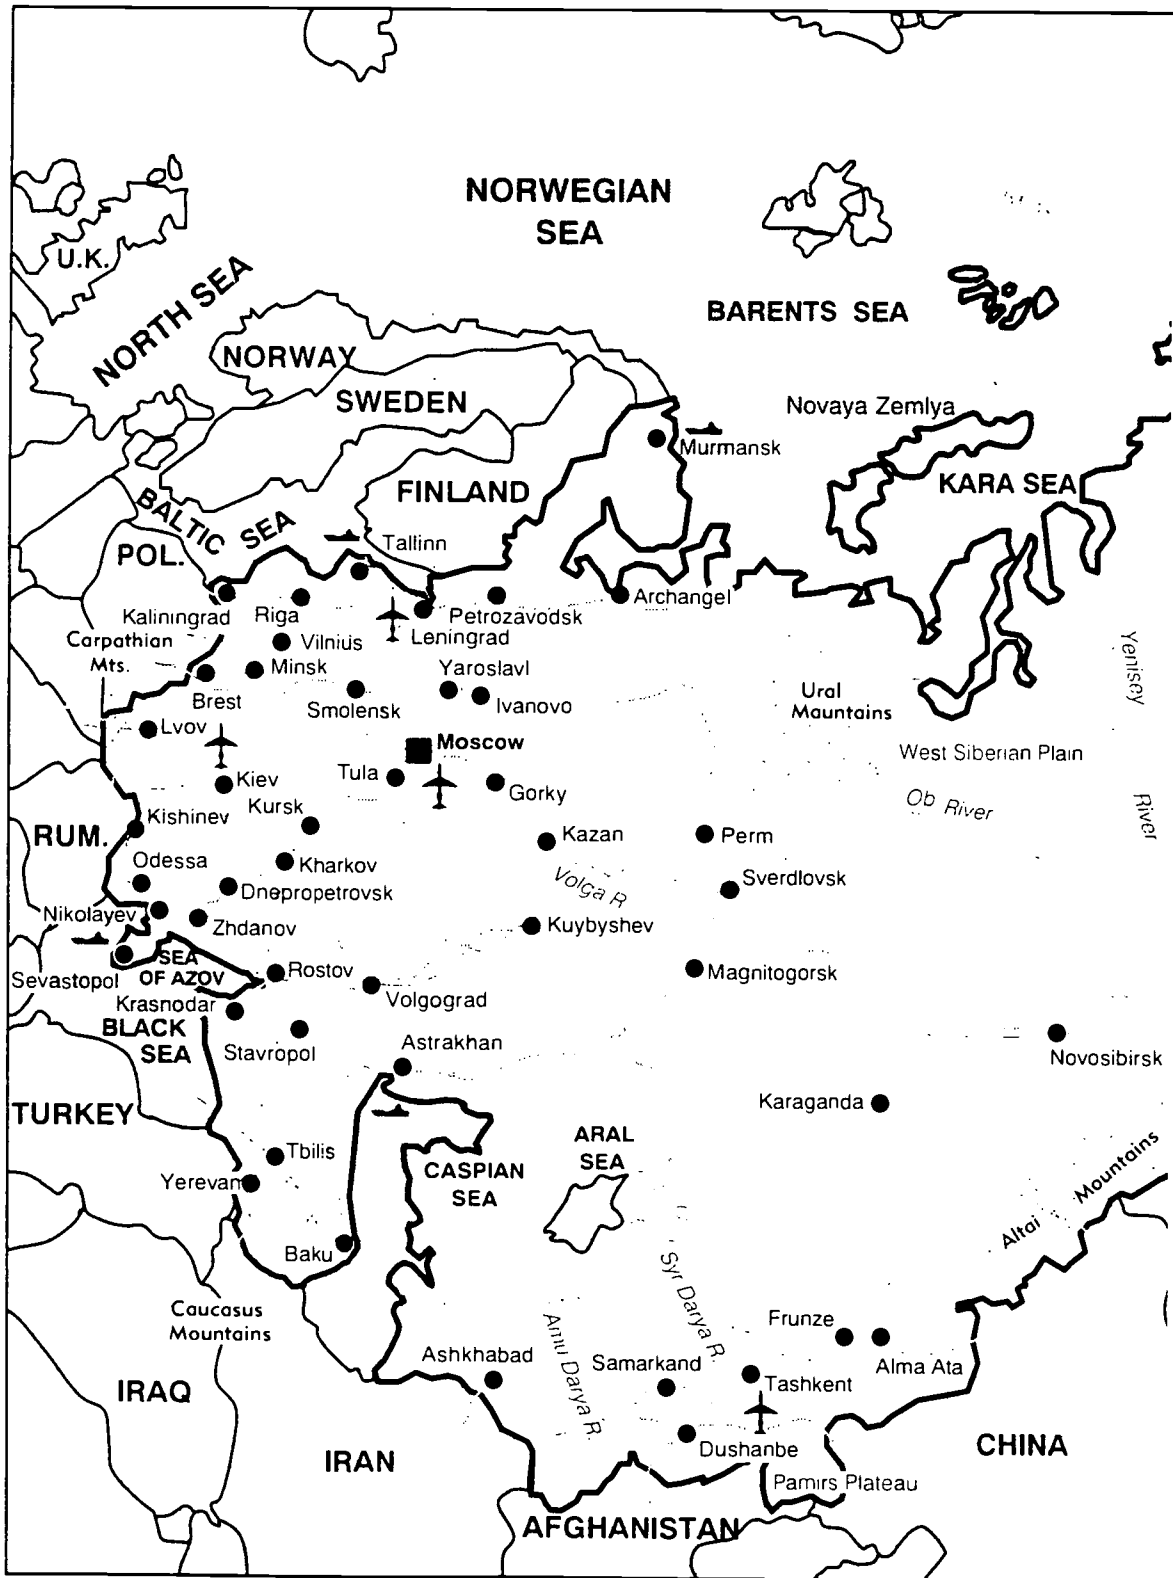 NORWEGIAN
SEA
U.K.
NORTH SEA
BARENTS SEA
NORWAY
SWEDEN
Novaya Zemlya
Murmansk
FINLAND
KARA SEA
BALTIC SEA
Tallinn
POL.
Kaliningrad
Riga
Leningrad
Petrozavodsk
Archangel
Carpathian
Mts.
Vilnius
Minsk
Yaroslavl
Yenisey
River
Brest
Smolensk
Ivanovo
Ural
Mauntains
Lvov
Moscow
West Siberian Plain
Kiev
Tula
Gorky
Ob River
Kishinev
Kursk
RUM.
Kazan
Perm
Odessa
Kharkov
Volga R
Sverdlovsk
Dnepropetrovsk
Nikolayev
Zhdanov
Kuybyshev
SEA
OF AZOV
Sevastopol
Rostov
Magnitogorsk
Krasnodar
Volgograd
BLACK
SEA
Stavropol
Astrakhan
Novosibirsk
TURKEY
Karaganda
Tbilis
ARAL
SEA
CASPIAN
SEA
Yerevan
Altai Mountains
Baku
Syr Darya R.
Caucasus
Mountains
Amu Darya R.
Frunze
Ashkhabad
Samarkand
Alma Ata
IRAQ
Tashkent
IRAN
Dushanbe
CHINA
Pamirs Plateau
AFGHANISTAN